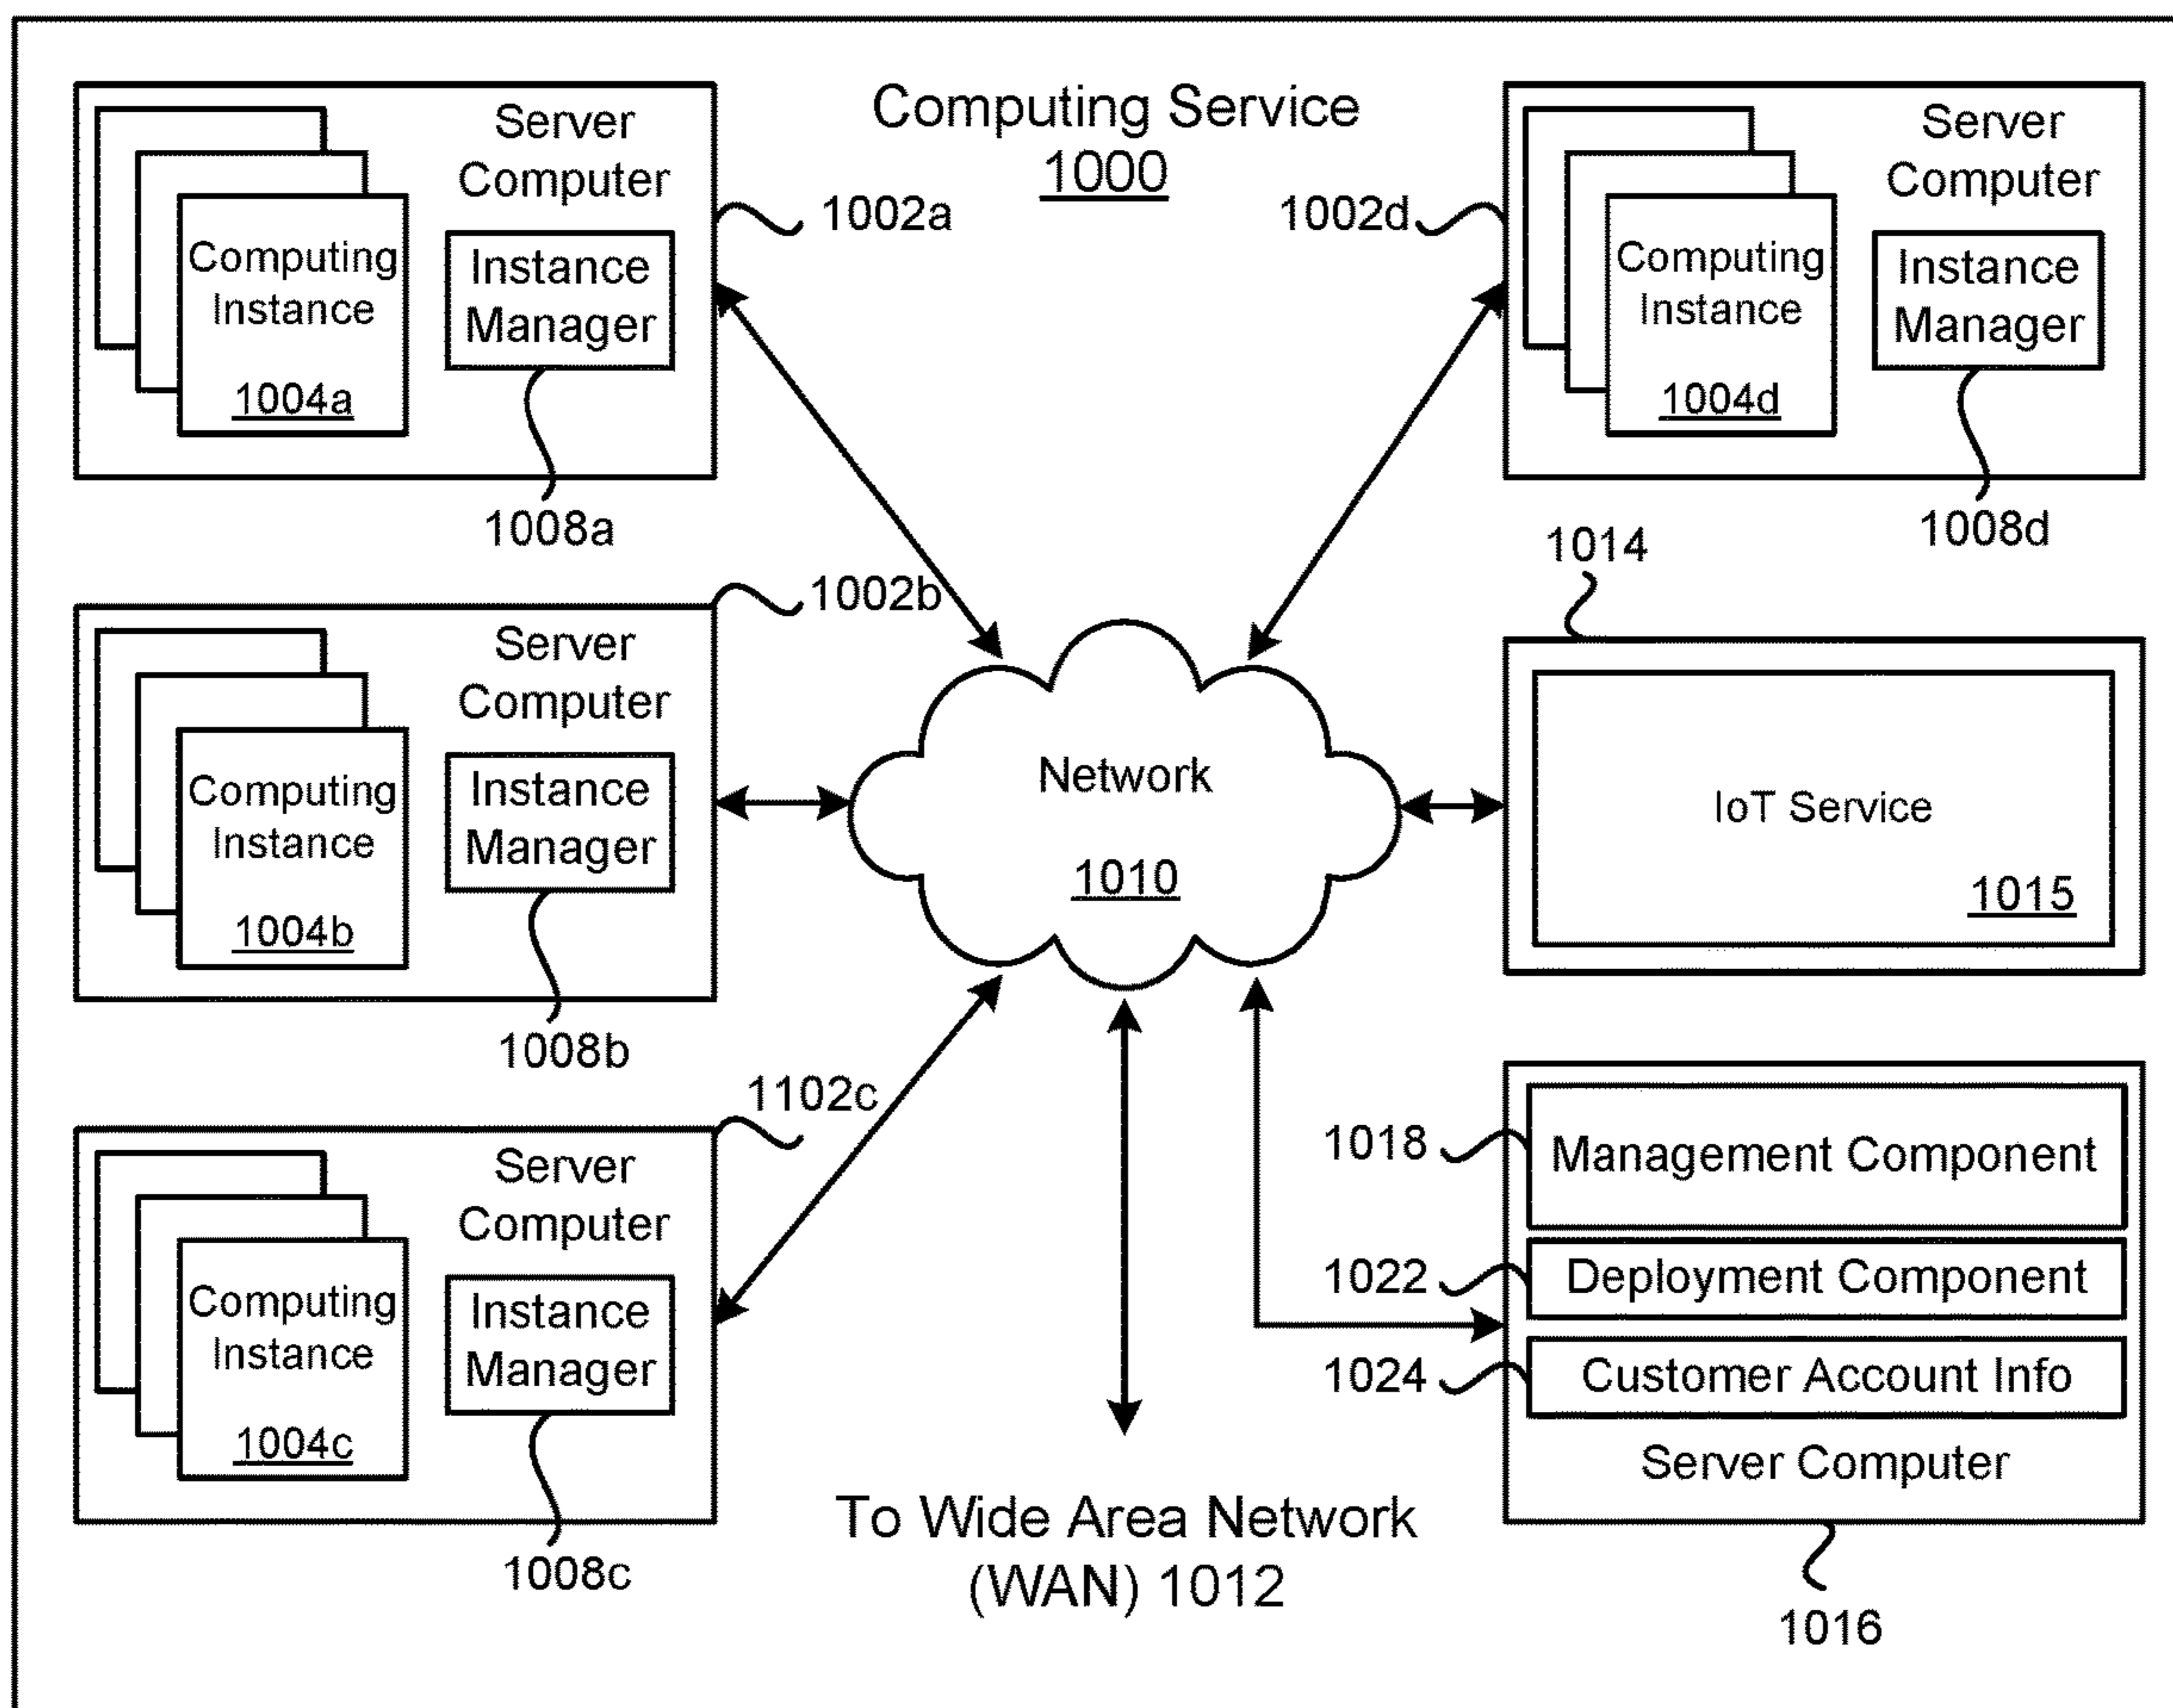 Computing Service
1000
Server
Computer
1002a
Computing
Instance
1004a
Instance
Manager
1008a
Server
Computer
1002d
Computing
Instance
1004d
Instance
Manager
1008d
Server
Computer
1002b
Computing
Instance
1004b
Instance
Manager
1008b
Network
1010
1014
IoT Service
1015
Server
Computer
1102c
Computing
Instance
1004c
Instance
Manager
1008c
To Wide Area Network
(WAN) 1012
1018
Management Component
1022
Deployment Component
1024
Customer Account Info
Server Computer
1016